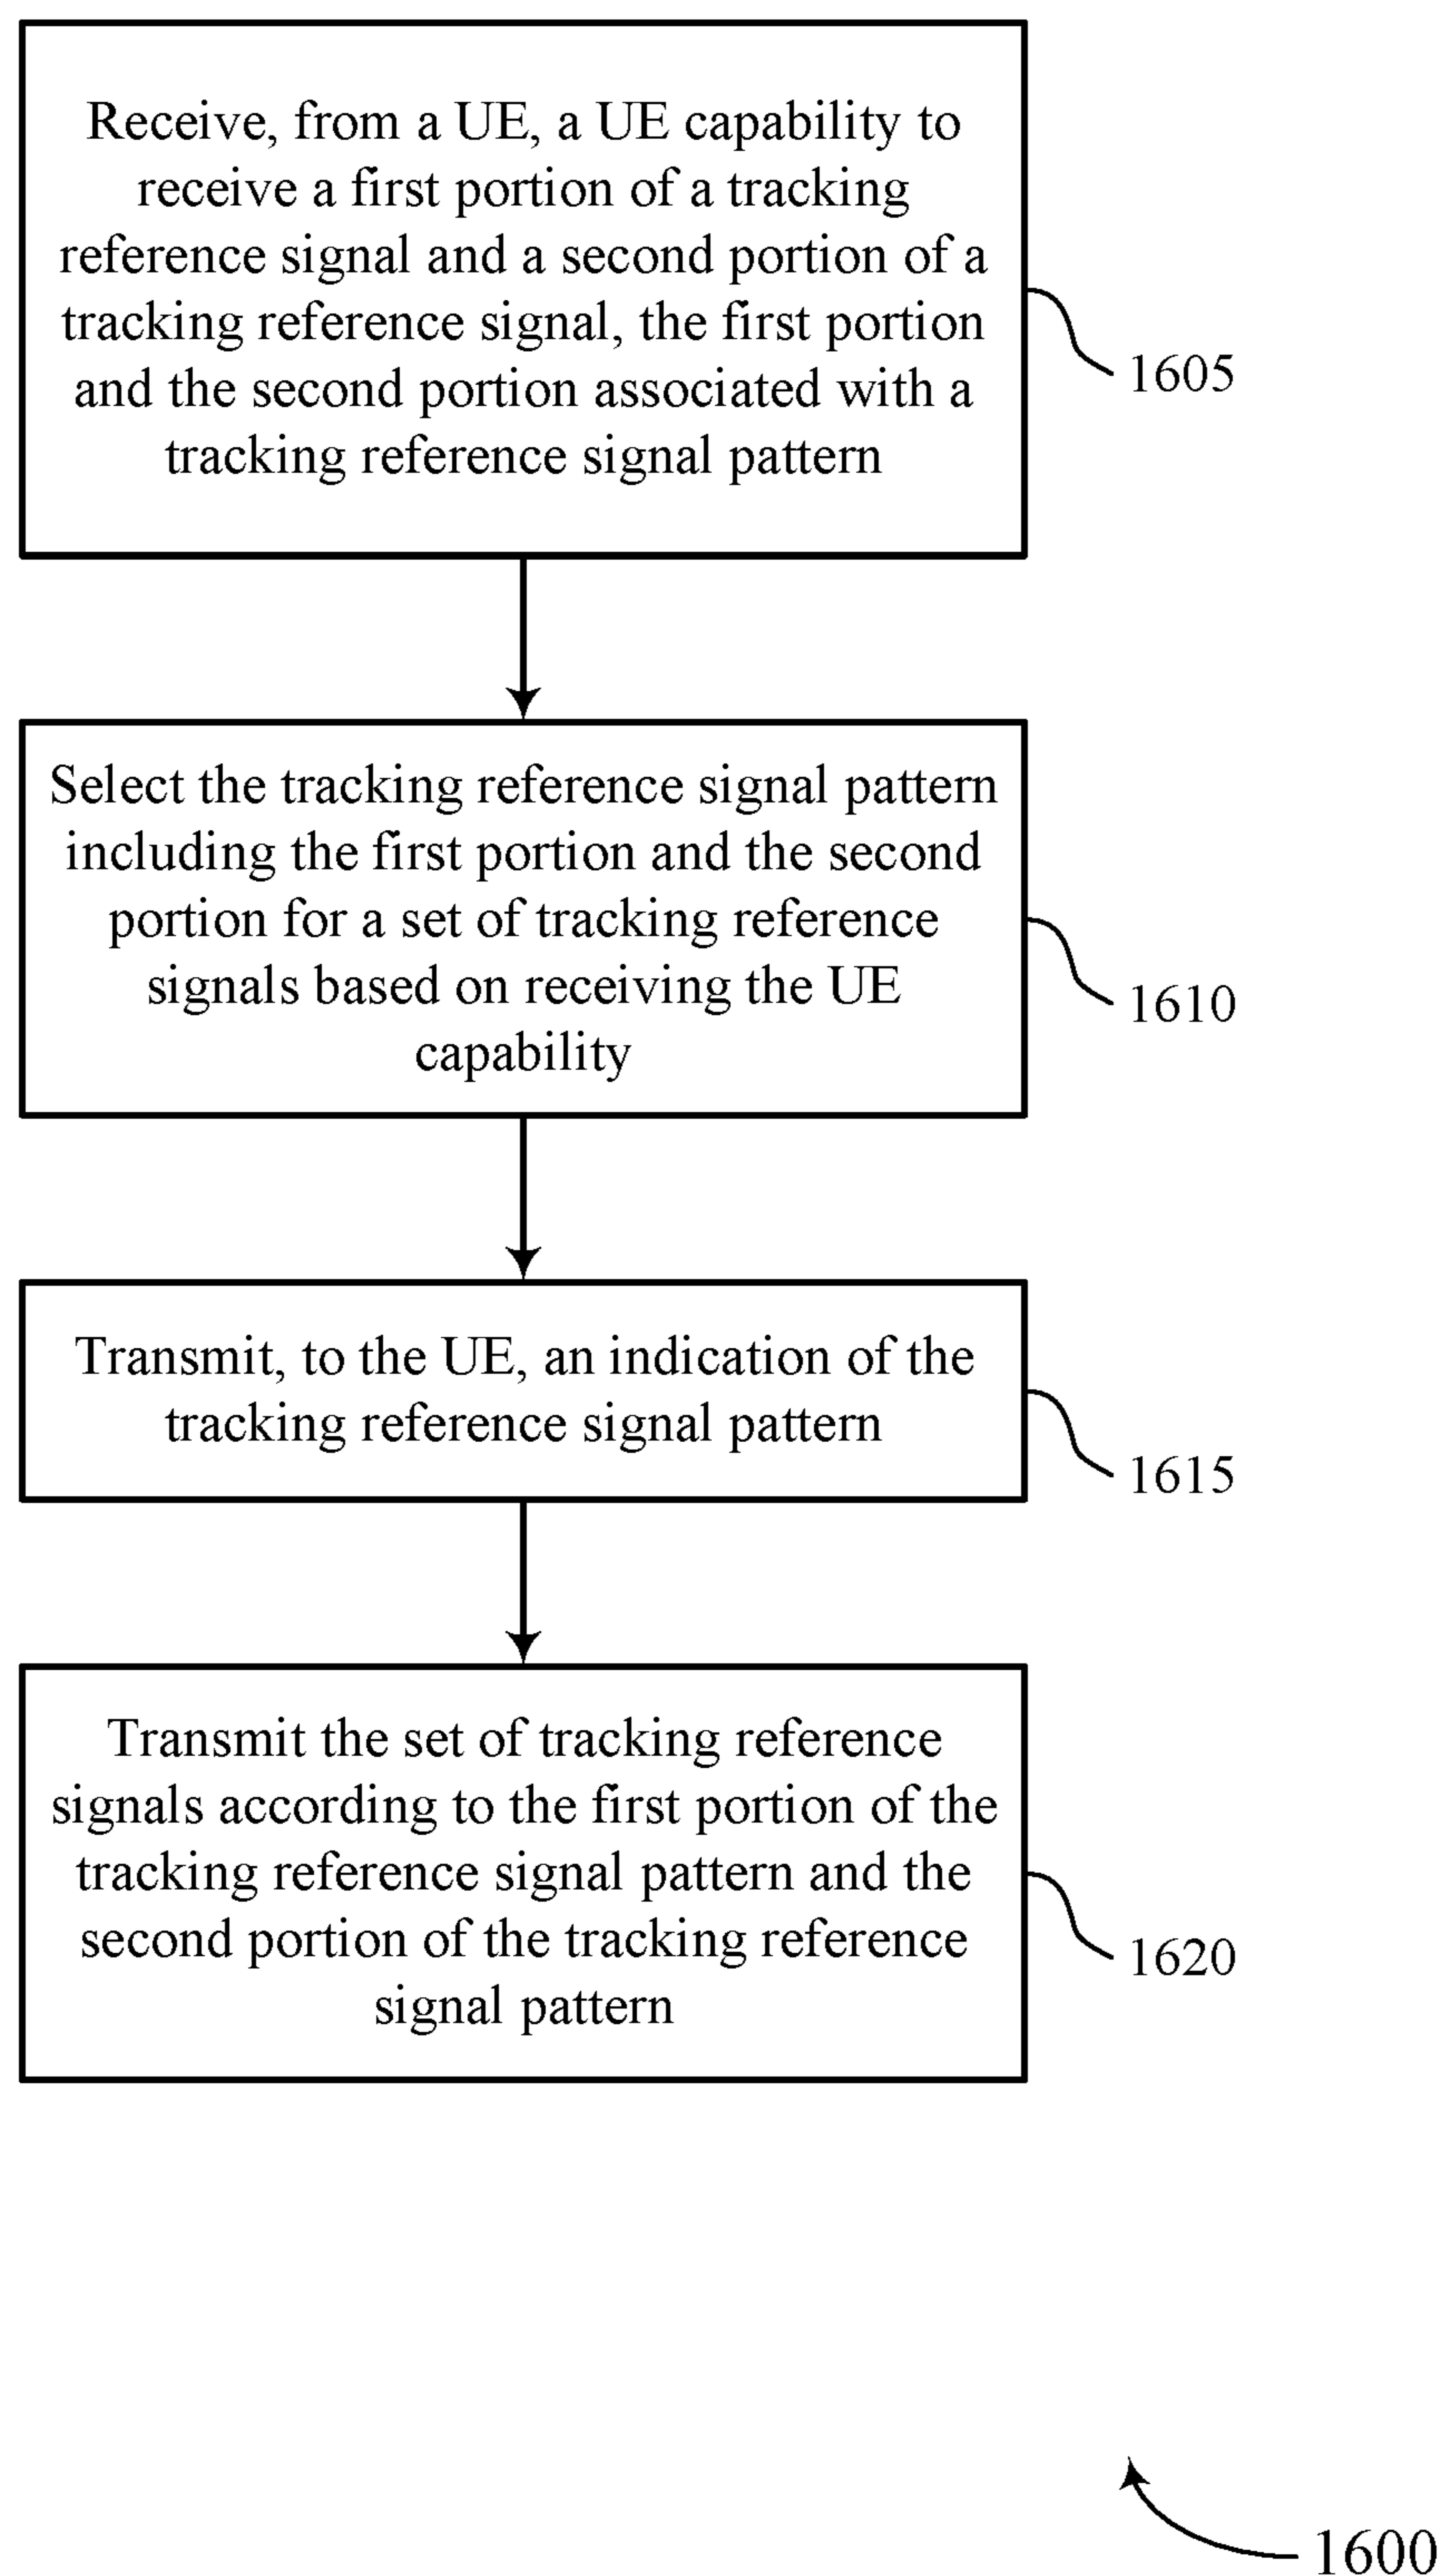 Receive, from a UE, a UE capability to
receive a first portion of a tracking
reference signal and a second portion of a
tracking reference signal, the first portion
and the second portion associated with a
tracking reference signal pattern
1605
Select the tracking reference signal pattern
including the first portion and the second
portion for a set of tracking reference
signals based on receiving the UE
capability
1610
Transmit, to the UE, an indication of the
tracking reference signal pattern
1615
Transmit the set of tracking reference
signals according to the first portion of the
tracking reference signal pattern and the
second portion of the tracking reference
signal pattern
1620
1600